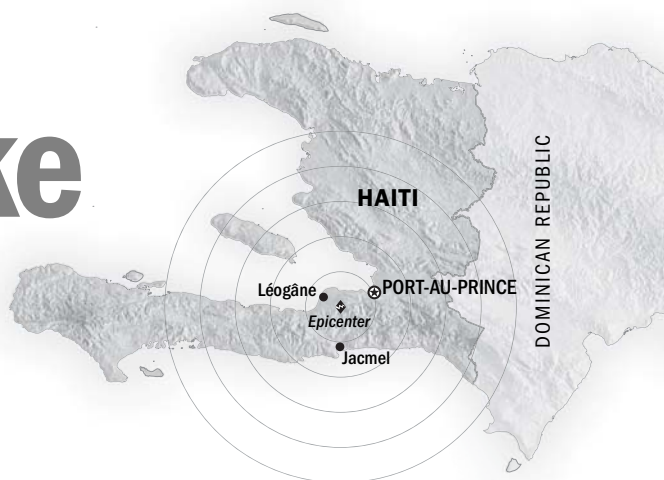 ke
HAITI
DOMINICAN REPUBLIC
Léogâne
PORT-AU-PRINCE
Epicenter
Jacmel